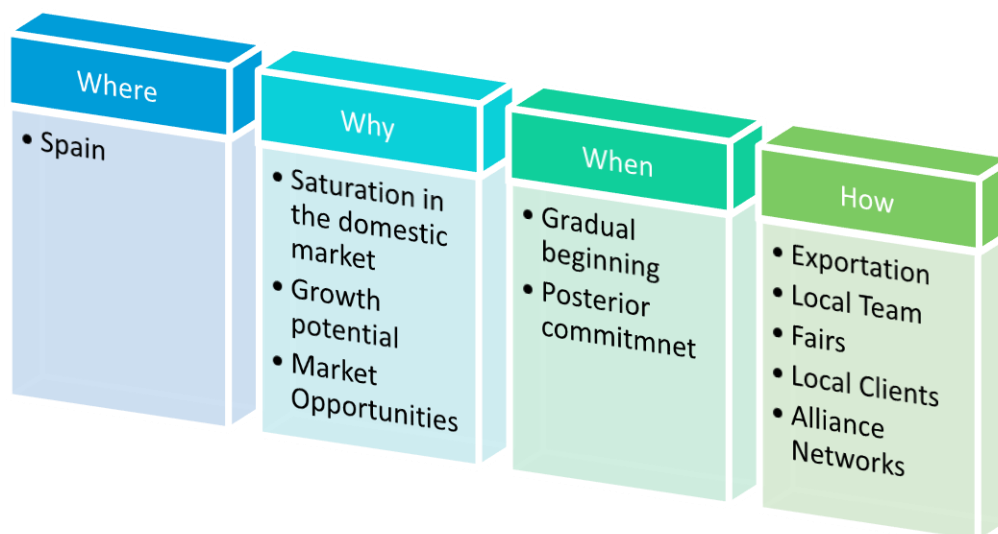 Where
• Spain
Why
• Saturation in
the domestic
market
• Growth
potential
• Market
Opportunities
When
• Gradual
beginning
• Posterior
commitmnet
How
• Exportation
• Local Team
• Fairs
• Local Clients
• Alliance
Networks